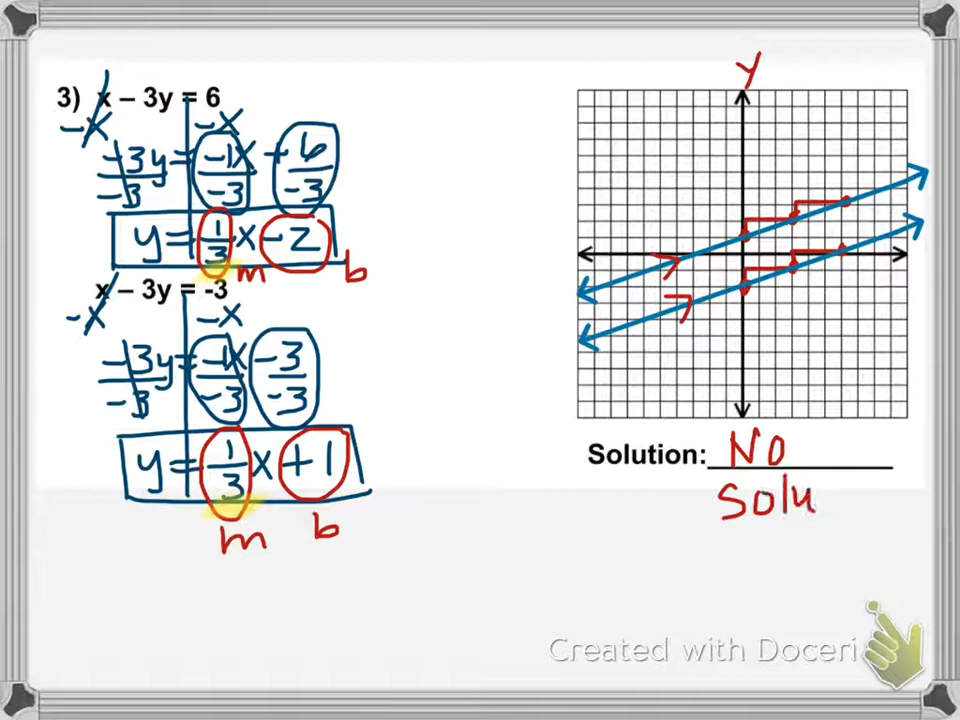 3) x – 3y = 6
-x -x
-3y = -1x 6
-3 -3 -3
y = 1/3 x - 2
m b
x – 3y = -3
-x -x
-3y = -1x -3
-3 -3 -3
y = 1/3 x + 1
m b
y
Solution: No
Solu
Created with Doceri